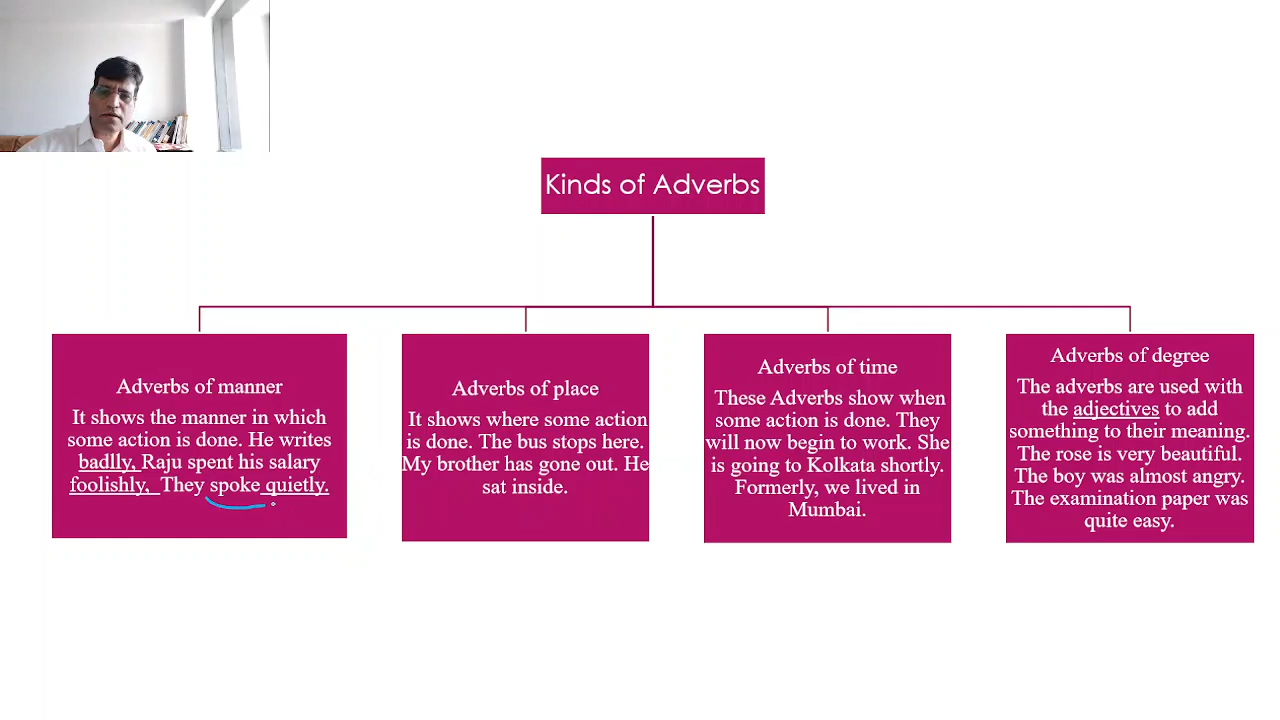 Kinds of Adverbs
Adverbs of manner
It shows the manner in which
some action is done. He writes
badlly, Raju spent his salary
foolishly, They spoke quietly.
Adverbs of place
It shows where some action
is done. The bus stops here.
My brother has gone out. He
sat inside.
Adverbs of time
These Adverbs show when
some action is done. They
will now begin to work. She
is going to Kolkata shortly.
Formerly, we lived in
Mumbai.
Adverbs of degree
The adverbs are used with
the adjectives to add
something to their meaning.
The rose is very beautiful.
The boy was almost angry.
The examination paper was
quite easy.